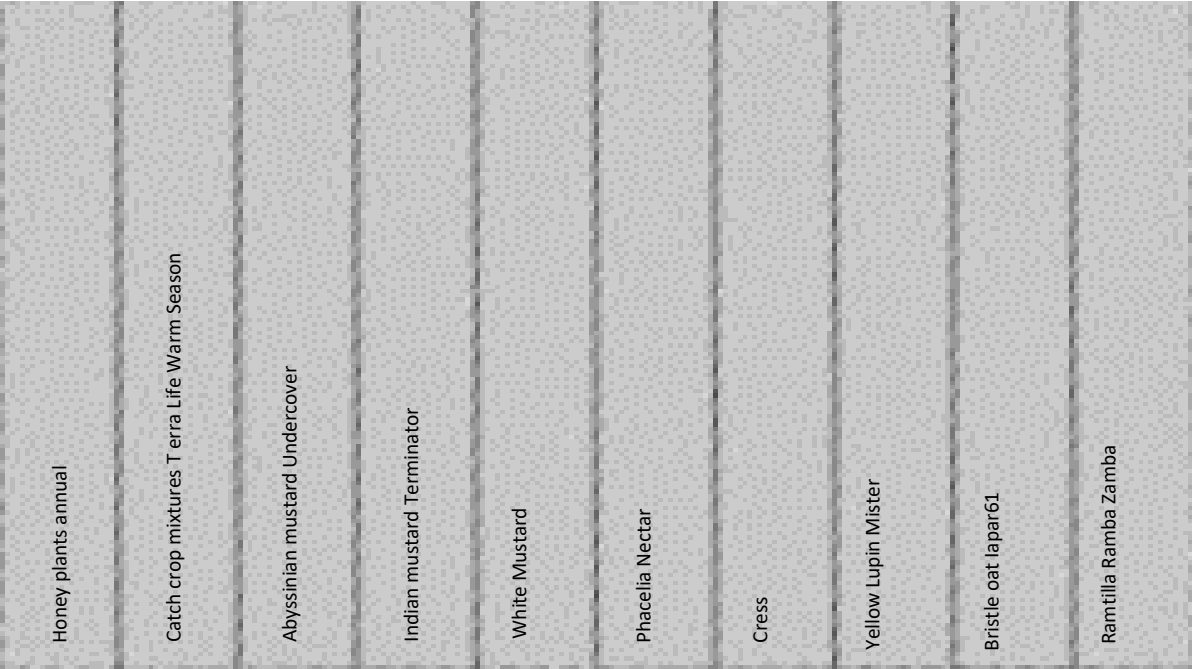 Honey plants annual
Catch crop mixtures T erra Life Warm Season
Abyssinian mustard Undercover
Indian mustard Terminator
White Mustard
Phacelia Nectar
Cress
Yellow Lupin Mister
Bristle oat lapar61
Ramtilla Ramba Zamba